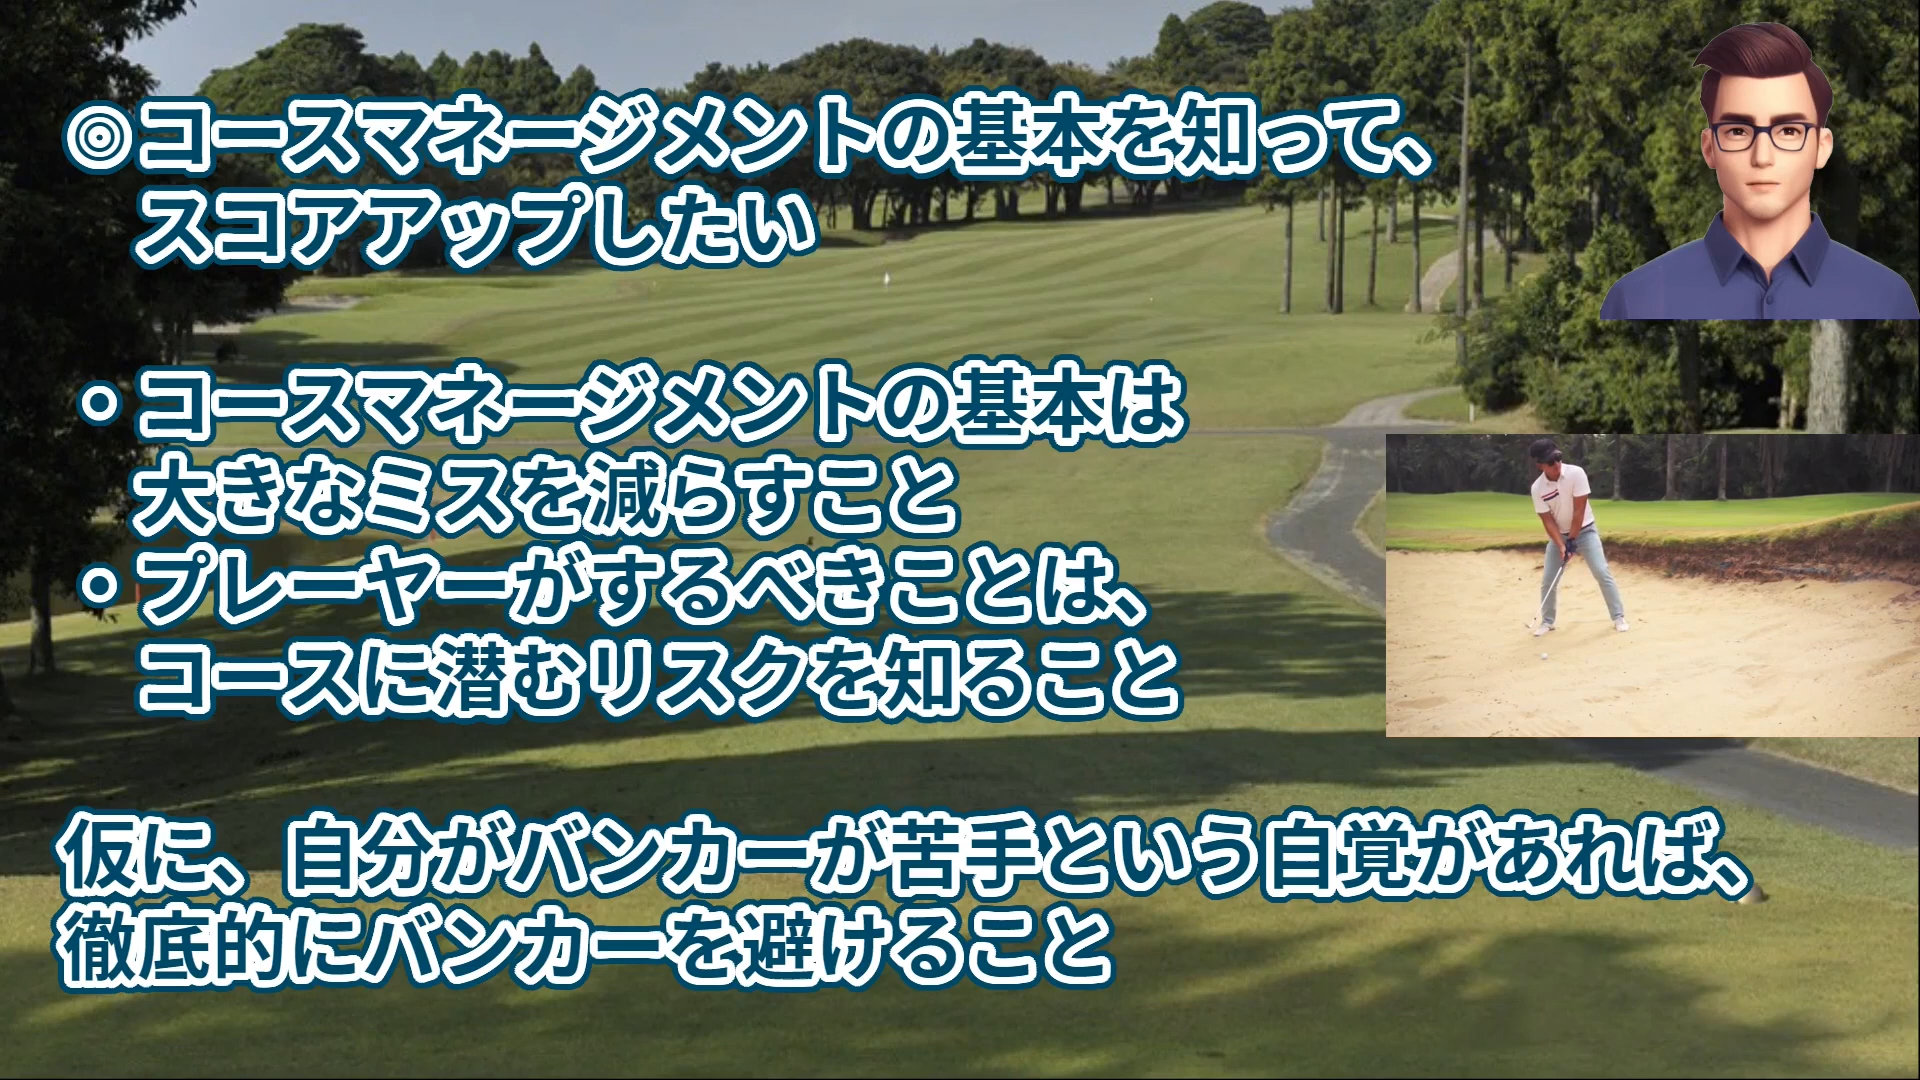 ◎コースマネージメントの基本を知って、
スコアアップしたい
・コースマネージメントの基本は
大きなミスを減らすこと
・プレーヤーがするべきことは、
コースに潜むリスクを知ること
仮に、自分がバンカーが苦手という自覚があれば、
徹底的にバンカーを避けること